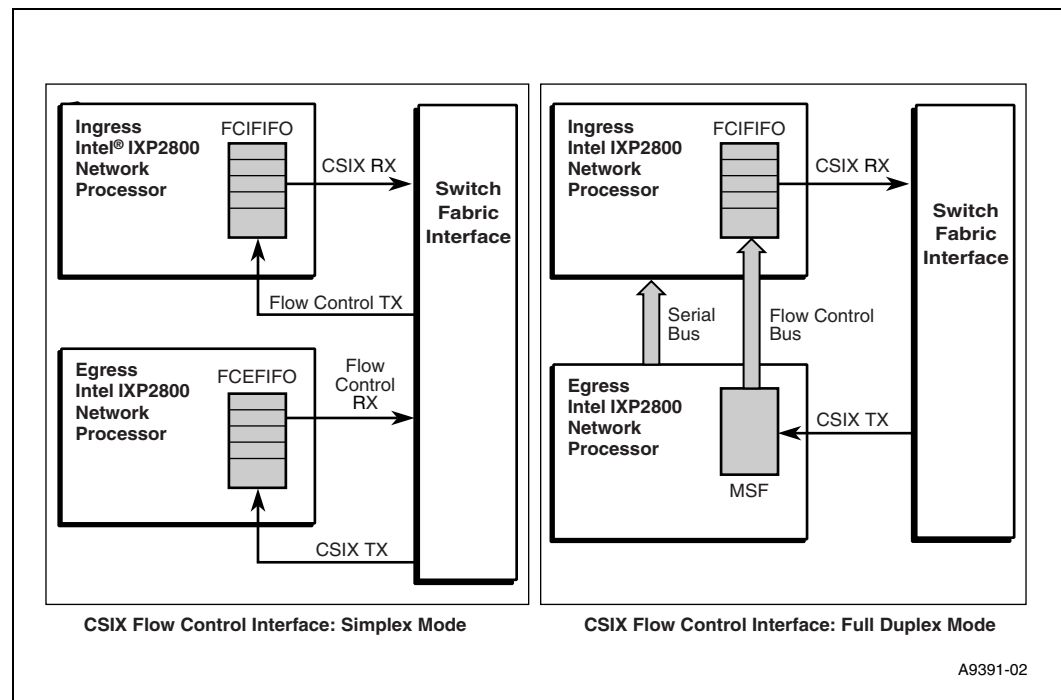 Ingress
Intel® IXP2800
Network
Processor
FCIFIFO
CSIX RX
Flow Control TX
Egress
Intel IXP2800
Network
Processor
FCEFIFO
Flow
Control
RX
CSIX TX
Switch
Fabric
Interface
CSIX Flow Control Interface: Simplex Mode
Ingress
Intel IXP2800
Network
Processor
FCIFIFO
CSIX RX
Serial
Bus
Flow Control
Bus
Egress
Intel IXP2800
Network
Processor
MSF
CSIX TX
Switch
Fabric
Interface
CSIX Flow Control Interface: Full Duplex Mode
A9391-02